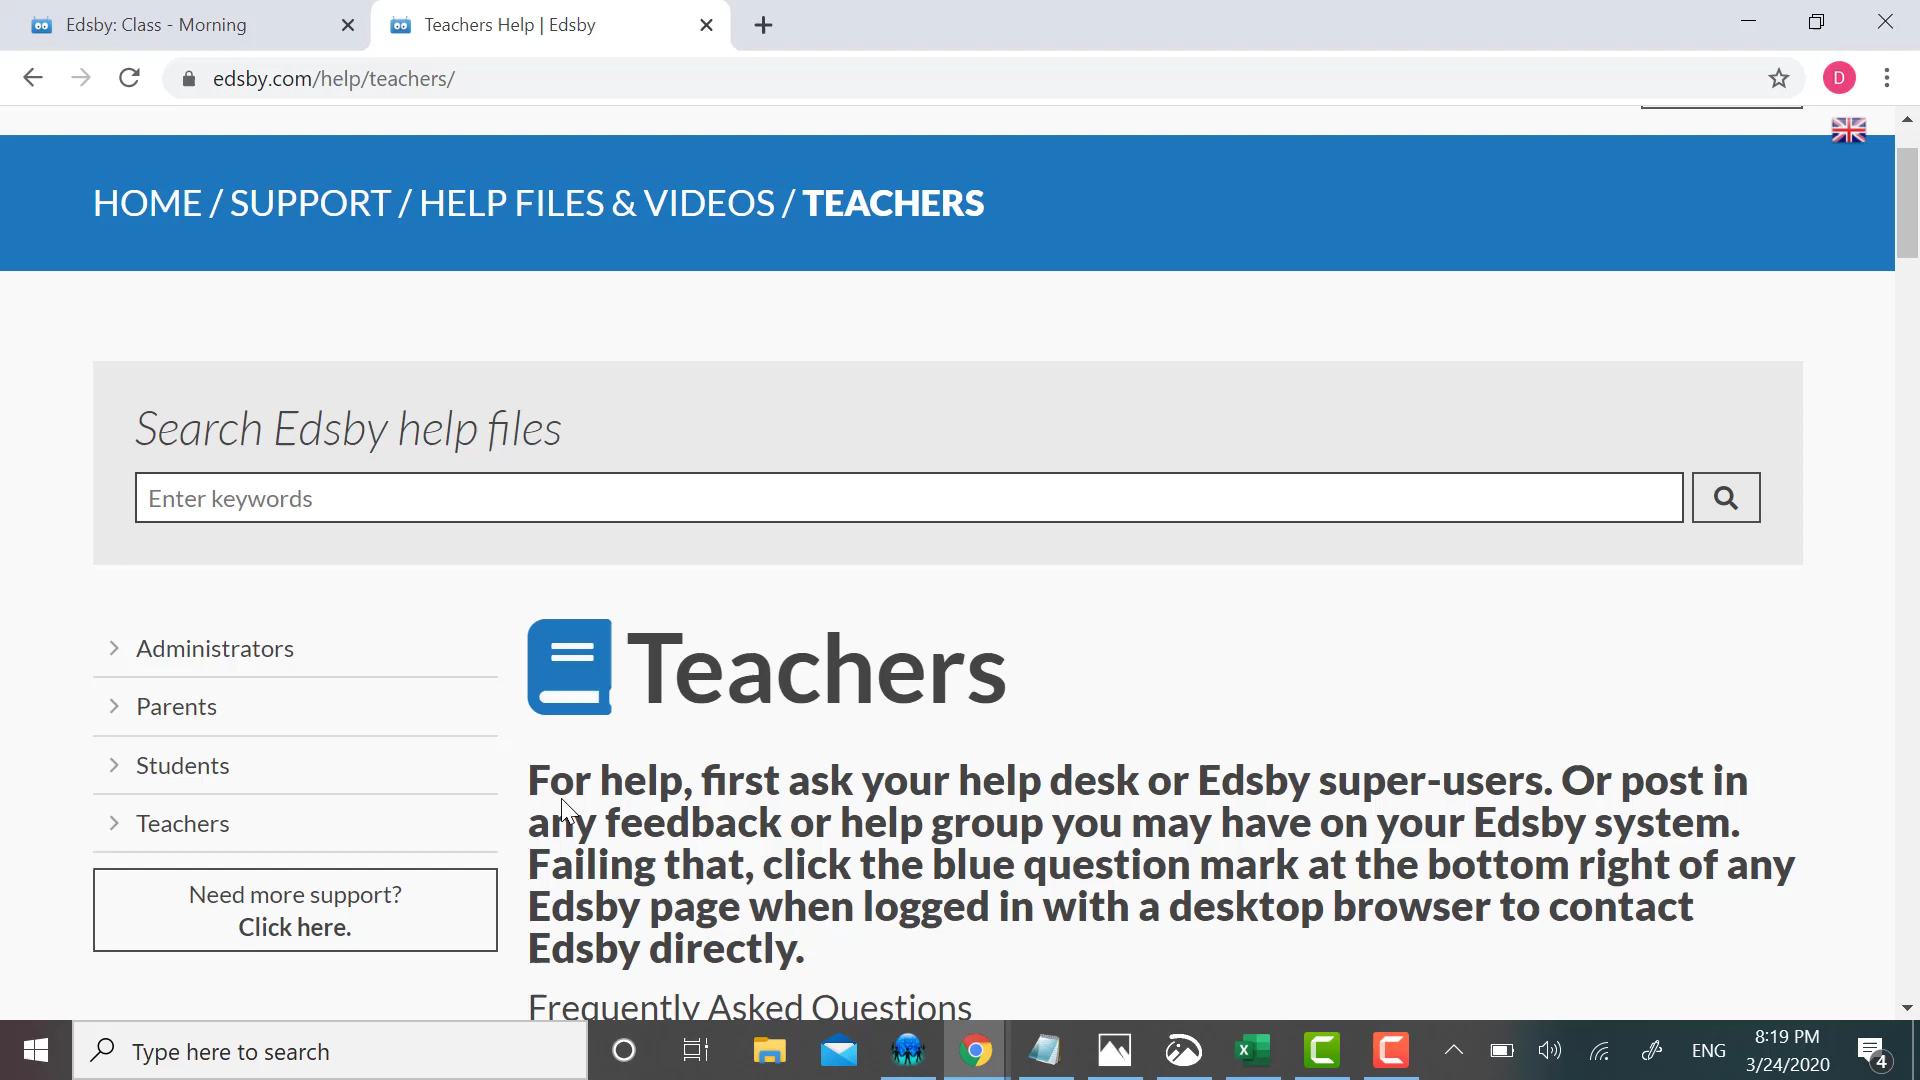 Edsby: Class - Morning
Teachers Help | Edsby
edsby.com/help/teachers/
D
HOME / SUPPORT / HELP FILES & VIDEOS / TEACHERS
Search Edsby help files
Enter keywords
Administrators
Parents
Students
Teachers
Need more support?
Click here.
Teachers
For help, first ask your help desk or Edsby super-users. Or post in
any feedback or help group you may have on your Edsby system.
Failing that, click the blue question mark at the bottom right of any
Edsby page when logged in with a desktop browser to contact
Edsby directly.
Frequently Asked Questions
Type here to search
ENG
8:19 PM
3/24/2020
4